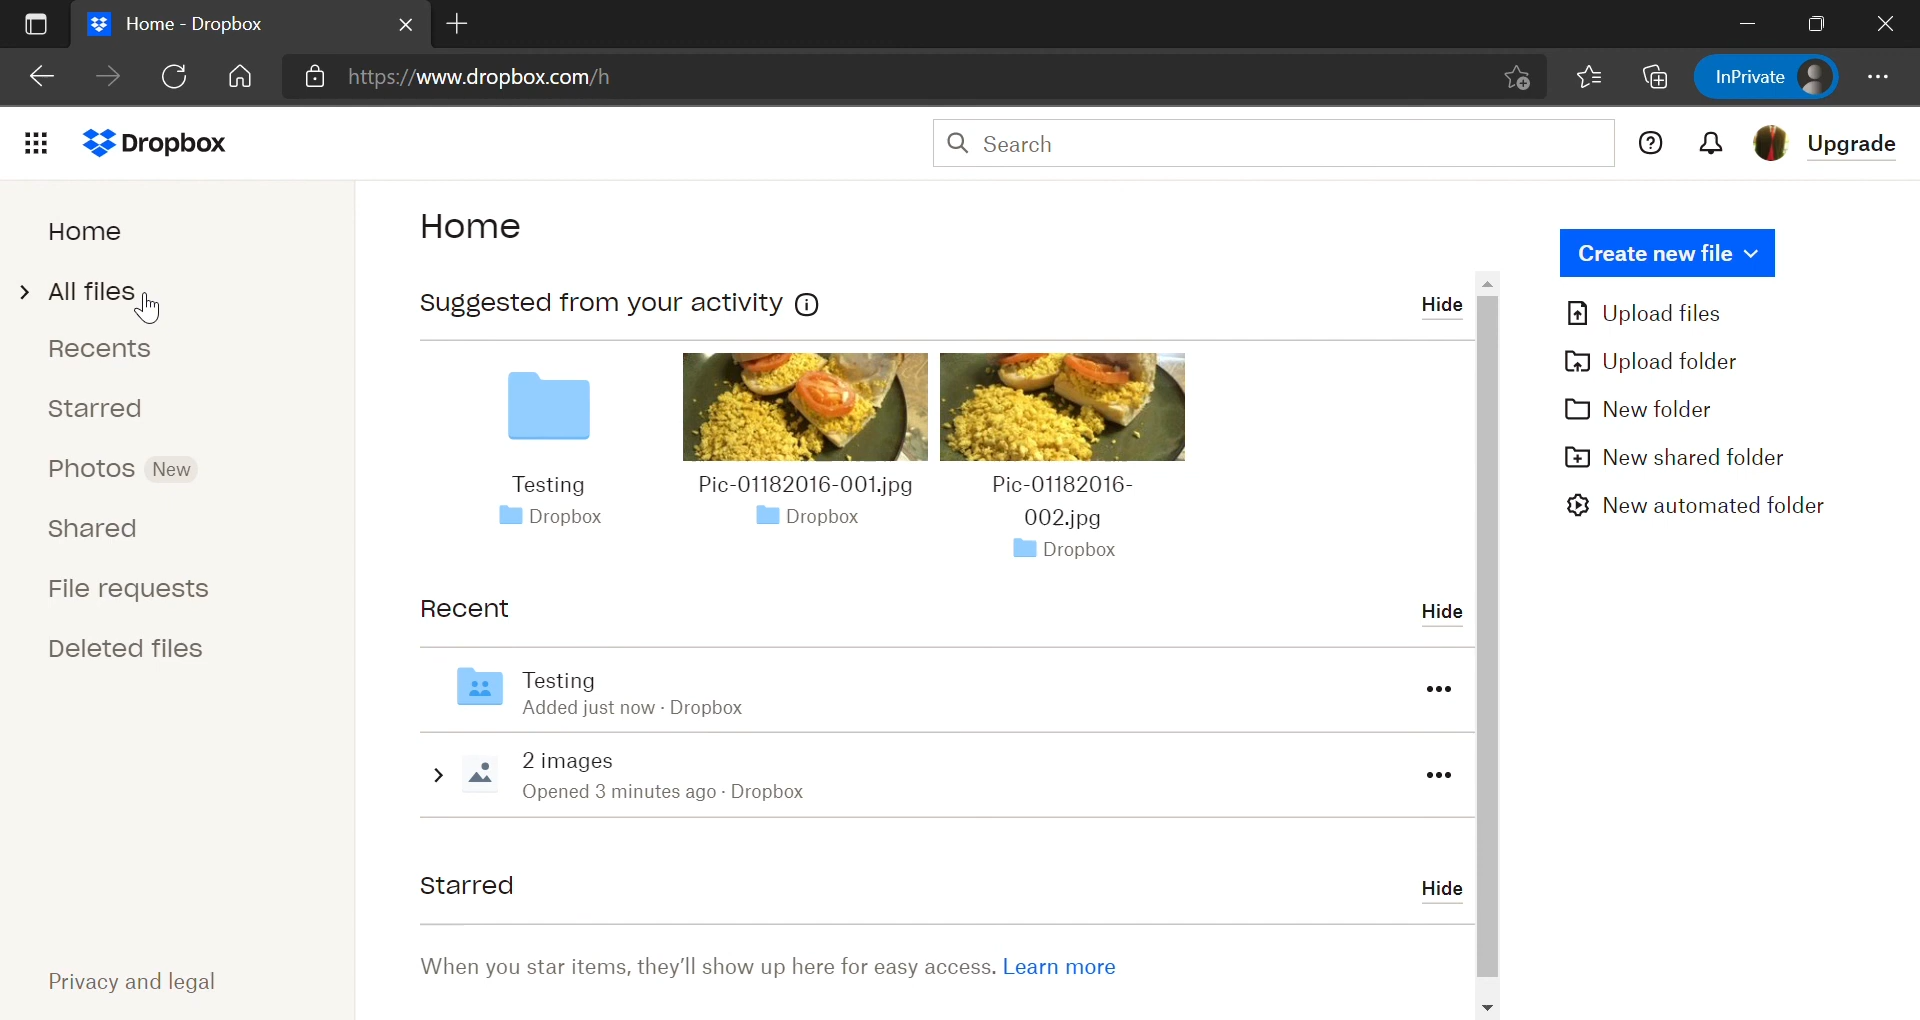 Home - Dropbox
https://www.dropbox.com/h
InPrivate
Dropbox
Search
Upgrade
Home
All files
Recents
Starred
Photos New
Shared
File requests
Deleted files
Privacy and legal
Home
Suggested from your activity
Hide
Testing
Dropbox
Pic-01182016-001.jpg
Dropbox
Pic-01182016-
002.jpg
Dropbox
Recent
Hide
Testing
Added just now · Dropbox
2 images
Opened 3 minutes ago · Dropbox
Starred
Hide
When you star items, they'll show up here for easy access. Learn more
Create new file
Upload files
Upload folder
New folder
New shared folder
New automated folder